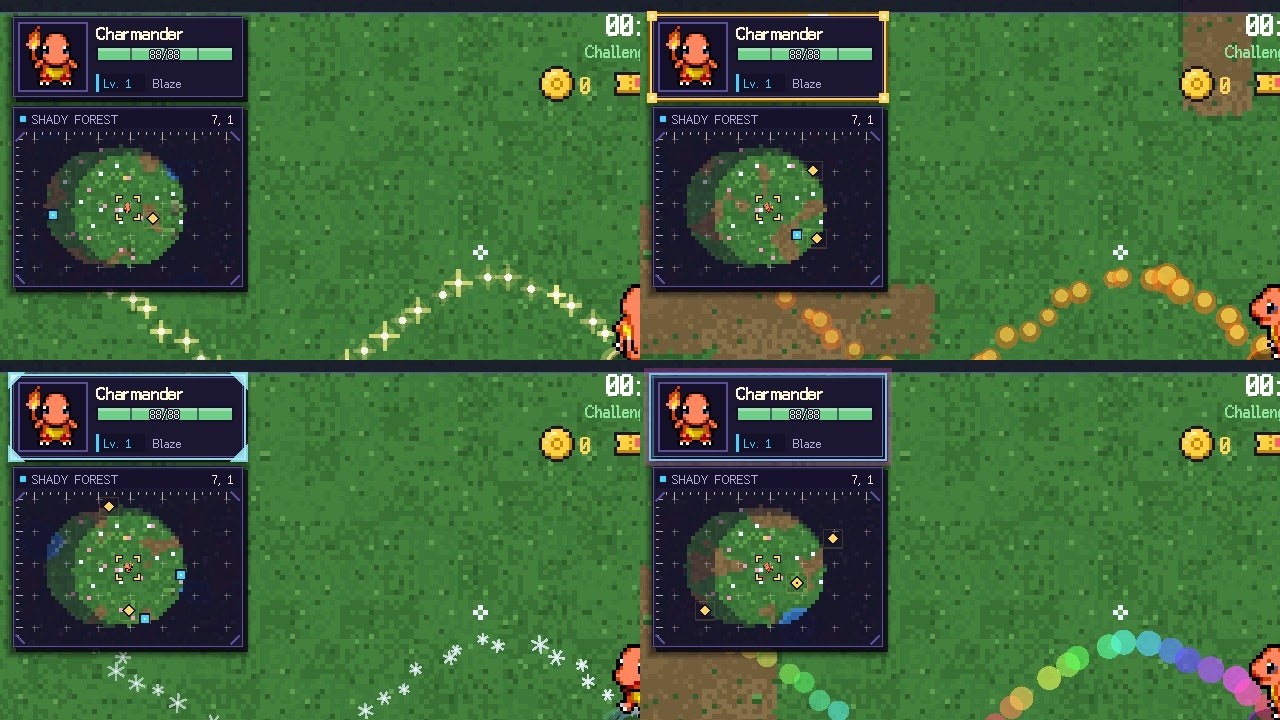 Charmander
88/88
Lv. 1 Blaze
00:
Challeng
0
SHADY FOREST 7, 1
Charmander
88/88
Lv. 1 Blaze
00:
Challeng
0
SHADY FOREST 7, 1
Charmander
88/88
Lv. 1 Blaze
00:
Challeng
0
SHADY FOREST 7, 1
Charmander
88/88
Lv. 1 Blaze
00:
Challeng
0
SHADY FOREST 7, 1